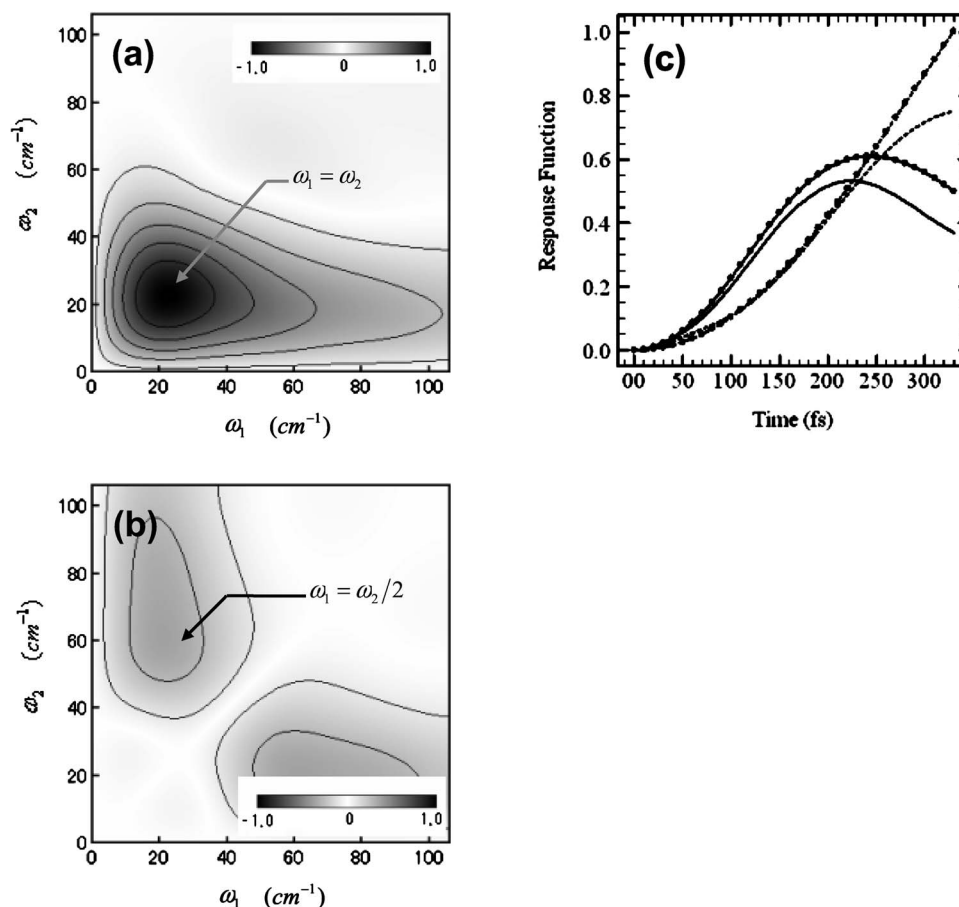 (a)
-1.0 0 1.0
ω₁ = ω₂
100
80
60
40
20
0
ω₂ (cm⁻¹)
0 20 40 60 80 100
ω₁ (cm⁻¹)
(c)
1.0
0.8
0.6
0.4
0.2
0.0
Response Function
00 50 100 150 200 250 300
Time (fs)
(b)
ω₁ = ω₂/2
100
80
60
40
20
0
ω₂ (cm⁻¹)
-1.0 0 1.0
0 20 40 60 80 100
ω₁ (cm⁻¹)